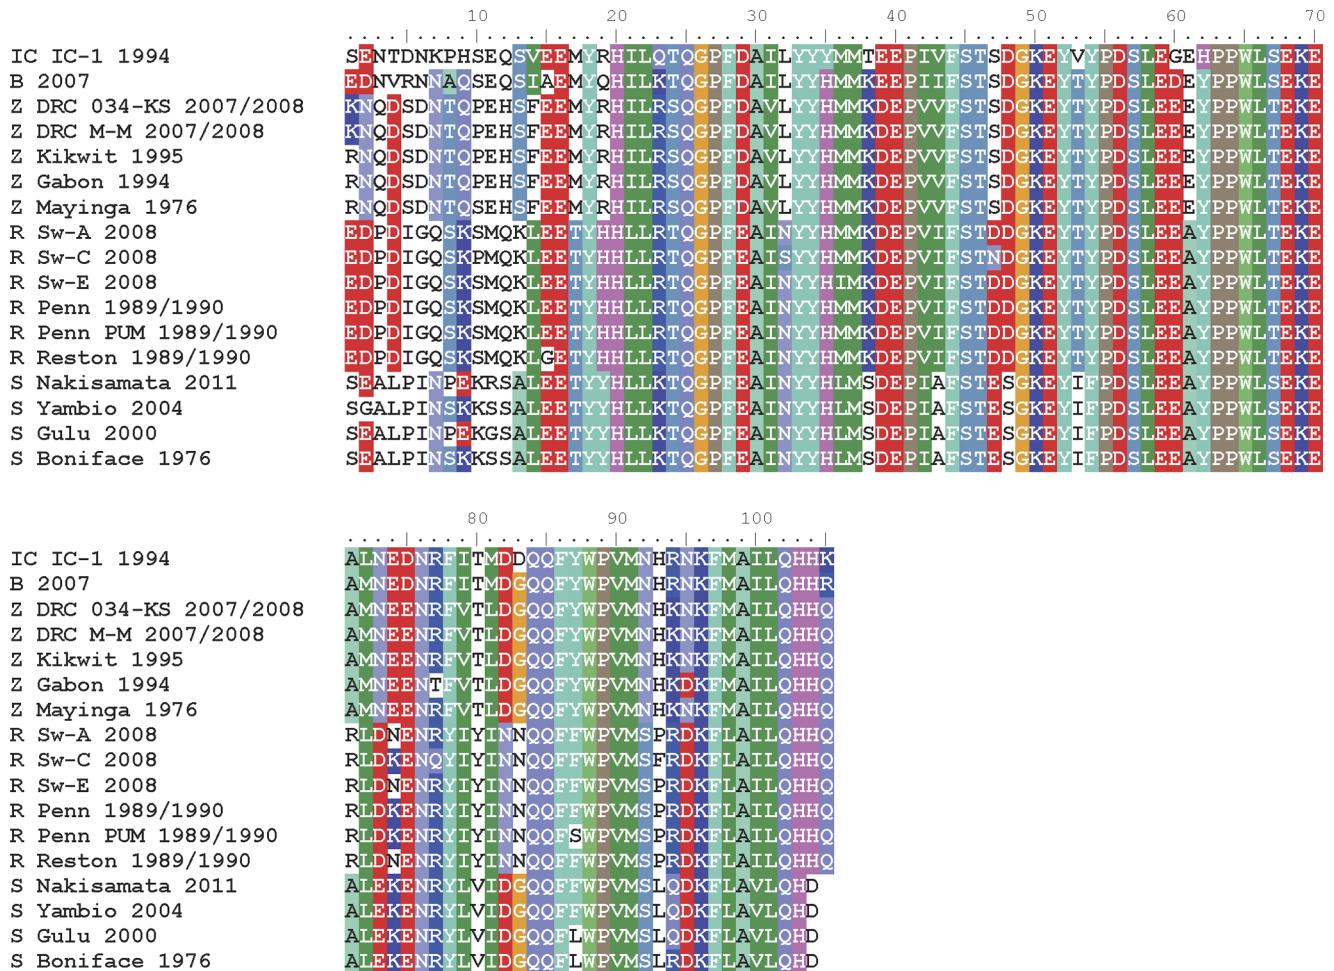 10 20 30 40 50 60 70
IC IC-1 1994 SENTDNKPHSEQSVEEMYRHILQTQGPFDAILYYYMMTEEPIVFSTSDGKEYVYPDSLEGEHPPWLSEKE
B 2007 EDNVRNNAQSEQSIAEMYQHILKTQGPFDAILYYHMMKEEPIIFSTSDGKEYTYPDSLEDEYPPWLSEKE
Z DRC 034-KS 2007/2008 KNQDSDNTQPEHSFEEMYRHILRSQGPFDAVLYYHMMKDEPVVFSTSDGKEYTYPDSLEEEYPPWLTEKE
Z DRC M-M 2007/2008 KNQDSDNTQPEHSFEEMYRHILRSQGPFDAVLYYHMMKDEPVVFSTSDGKEYTYPDSLEEEYPPWLTEKE
Z Kikwit 1995 RNQDSDNTQPEHSFEEMYRHILRSQGPFDAVLYYHMMKDEPVVFSTSDGKEYTYPDSLEEEYPPWLTEKE
Z Gabon 1994 RNQDSDNTQPEHSFEEMYRHILRSQGPFDAVLYYHMMKDEPVVFSTSDGKEYTYPDSLEEEYPPWLTEKE
Z Mayinga 1976 RNQDSDNTQSEHSFEEMYRHILRSQGPFDAVLYYHMMKDEPVVFSTSDGKEYTYPDSLEEEYPPWLTEKE
R Sw-A 2008 EDPDIGQSKSMQKLEETYHHLLRTQGPFEAINYYHMMKDEPVIFSTDDGKEYTYPDSLEEAYPPWLTEKE
R Sw-C 2008 EDPDIGQSKPMQKLEETYHHLLRTQGPFEAISYYHMMKDEPVIFSTNDGKEYTYPDSLEEAYPPWLTEKE
R Sw-E 2008 EDPDIGQSKSMQKLEETYHHLLRTQGPFEAINYYHIMKDEPVIFSTDDGKEYTYPDSLEEAYPPWLTEKE
R Penn 1989/1990 EDPDIGQSKSMQKLEETYHHLLRTQGPFEAINYYHMMKDEPVIFSTDDGKEYTYPDSLEEAYPPWLTEKE
R Penn PUM 1989/1990 EDPDIGQSKSMQKLEETYHHLLRTQGPFEAINYYHMMKDEPVIFSTDDGKEYTYPDSLEEAYPPWLTEKE
R Reston 1989/1990 EDPDIGQSKSMQKLGETYHHLLRTQGPFEAINYYHMMKDEPVIFSTDDGKEYTYPDSLEEAYPPWLTEKE
S Nakisamata 2011 SEALPINPEKRSALEETYYHLLKTQGPFEAINYYHLMSDEPIAFSTESGKEYIFPDSLEEAYPPWLSEKE
S Yambio 2004 SGALPINSKKSSALEETYYHLLKTQGPFEAINYYHLMSDEPIAFSTESGKEYIFPDSLEEAYPPWLSEKE
S Gulu 2000 SEALPINPEKGSALEETYYHLLKTQGPFEAINYYHLMSDEPIAFSTESGKEYIFPDSLEEAYPPWLSEKE
S Boniface 1976 SEALPINSKKSSALEETYYHLLKTQGPFEAINYYHLMSDEPIAFSTESGKEYIFPDSLEEAYPPWLSEKE
80 90 100
IC IC-1 1994 ALNEDNRFITMDDQQFYWPVMNHRNKFMAILQHHK
B 2007 AMNEDNRFITMDGQQFYWPVMNHRNKFMAILQHHR
Z DRC 034-KS 2007/2008 AMNEENRFVTLDGQQFYWPVMNHKNKFMAILQHHQ
Z DRC M-M 2007/2008 AMNEENRFVTLDGQQFYWPVMNHKNKFMAILQHHQ
Z Kikwit 1995 AMNEENRFVTLDGQQFYWPVMNHKNKFMAILQHHQ
Z Gabon 1994 AMNEENTFVTLDGQQFYWPVMNHKDKFMAILQHHQ
Z Mayinga 1976 AMNEENRFVTLDGQQFYWPVMNHKNKFMAILQHHQ
R Sw-A 2008 RLDNENRYIYINNQQFFWPVMSPRDKFLAILQHHQ
R Sw-C 2008 RLDKENQYIYINNQQFFWPVMSFRDKFLAILQHHQ
R Sw-E 2008 RLDNENRYIYINNQQFFWPVMSPRDKFLAILQHHQ
R Penn 1989/1990 RLDKENRYIYINNQQFFWPVMSPRDKFLAILQHHQ
R Penn PUM 1989/1990 RLDKENRYIYINNQQFSWPVMSPRDKFLAILQHHQ
R Reston 1989/1990 RLDNENRYIYINNQQFFWPVMSPRDKFLAILQHHQ
S Nakisamata 2011 ALEKENRYLVIDGQQFFWPVMSLQDKFLAVLQHD
S Yambio 2004 ALEKENRYLVIDGQQFFWPVMSLQDKFLAVLQHD
S Gulu 2000 ALEKENRYLVIDGQQFLWPVMSLQDKFLAVLQHD
S Boniface 1976 ALEKENRYLVIDGQQFLWPVMSLRDKFLAVLQHD